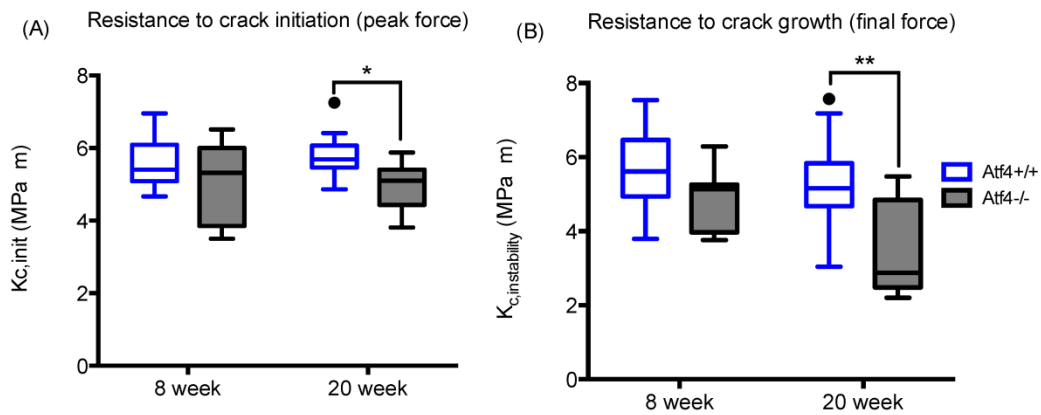 (A)
Resistance to crack initiation (peak force)
Kc,init (MPa m)
8
6
4
2
0
*
8 week
20 week
(B)
Resistance to crack growth (final force)
Kc,instability (MPa m)
8
6
4
2
0
**
8 week
20 week
Atf4+/+
Atf4-/-